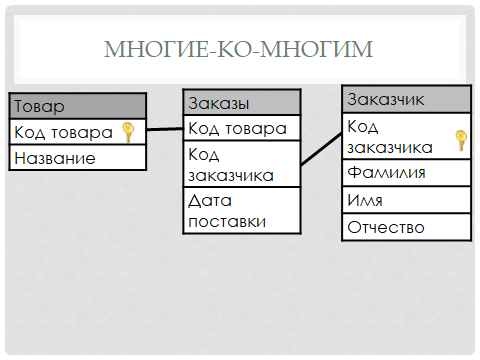 МНОГИЕ-КО-МНОГИМ
Товар
Код товара
Название
Заказы
Код товара
Код
заказчика
Дата
поставки
Заказчик
Код
заказчика
Фамилия
Имя
Отчество